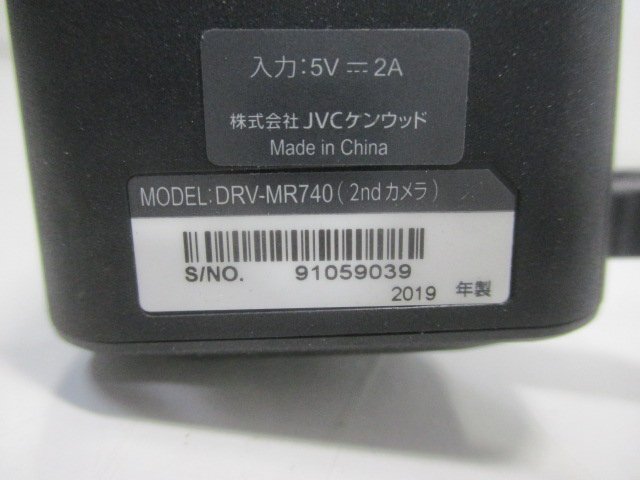 入力:5V⎓2A
株式会社JVCケンウッド
Made in China
MODEL:DRV-MR740(2ndカメラ)
S/NO. 91059039
2019 年製